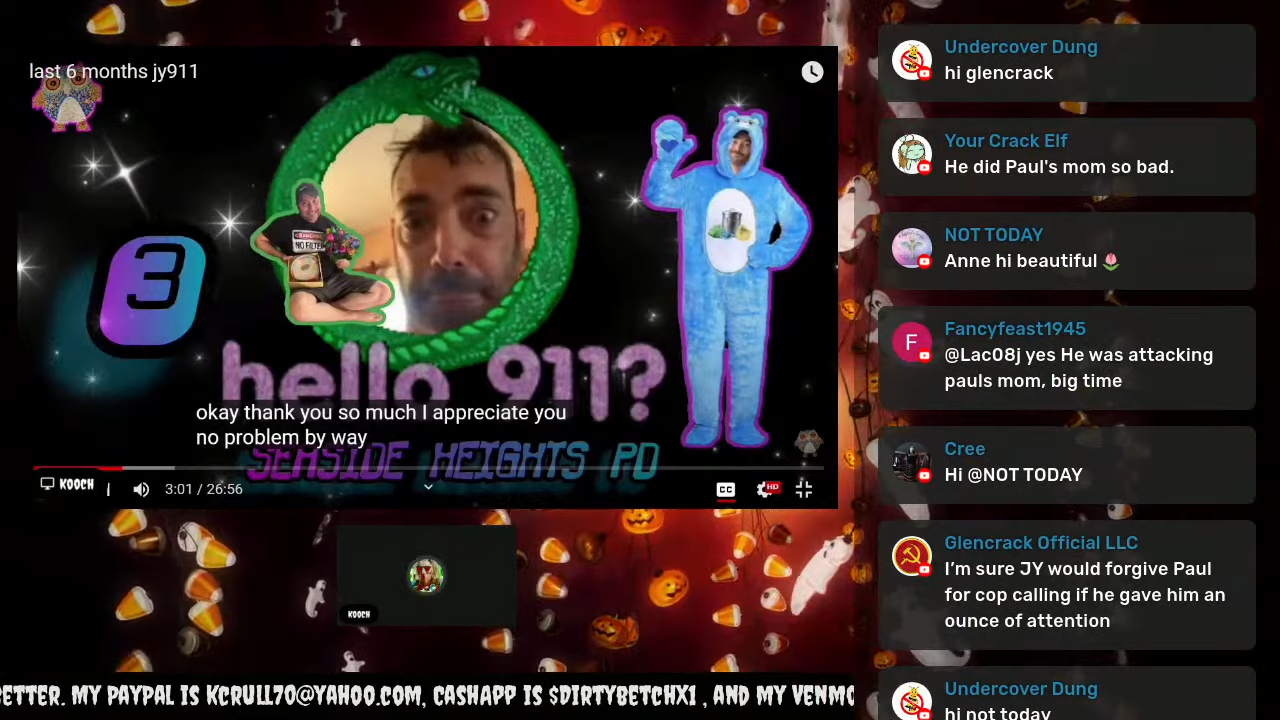 last 6 months jy911
NO FILTER
3
hello 911?
okay thank you so much I appreciate you
no problem by way
SEASIDE HEIGHTS PD
KOOCH
3:01 / 26:56
CC
HD
KOOCH
ETTER. MY PAYPAL IS KCRULL70@YAHOO.COM, CASHAPP IS $DIRTYBETCHX1 , AND MY VENMO
Undercover Dung
hi glencrack
Your Crack Elf
He did Paul's mom so bad.
NOT TODAY
Anne hi beautiful 🌷
F
Fancyfeast1945
@Lac08j yes He was attacking
pauls mom, big time
Cree
Hi @NOT TODAY
Glencrack Official LLC
I’m sure JY would forgive Paul
for cop calling if he gave him an
ounce of attention
Undercover Dung
hi not today